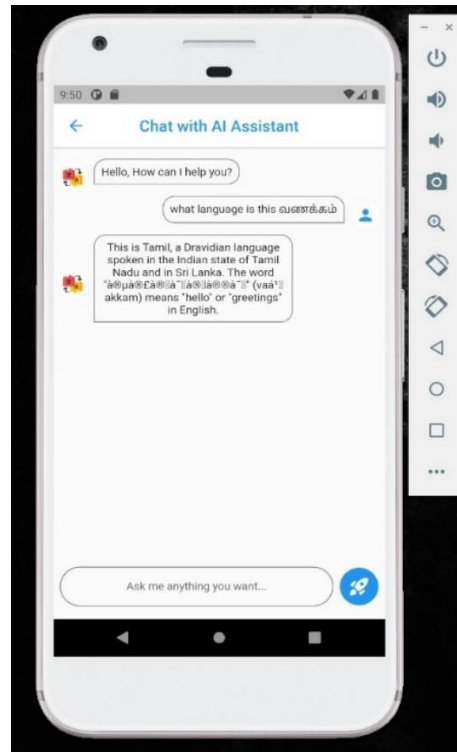 9:50
Chat with AI Assistant
Hello, How can I help you?
what language is this வணக்கம்
This is Tamil, a Dravidian language
spoken in the Indian state of Tamil
Nadu and in Sri Lanka. The word
(vaá¹
akkam) means "hello" or "greetings"
in English.
Ask me anything you want...